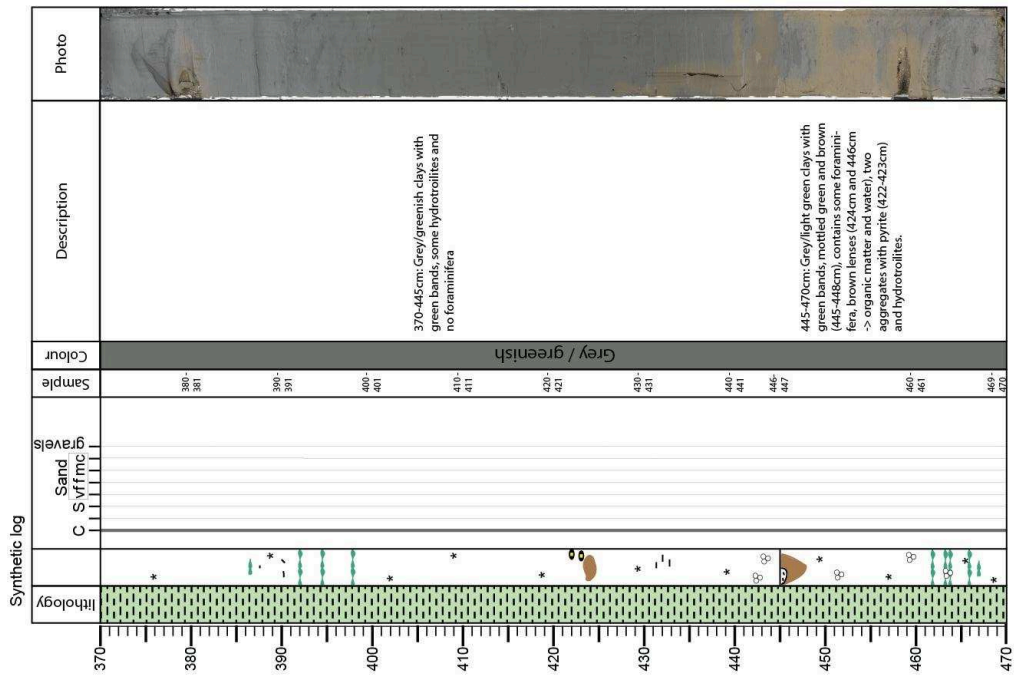 Synthetic log
lithology
C
S
vf
f
m
c
Sand
gravels
Sample
Colour
Description
Photo
370
380
390
400
410
420
430
440
450
460
470
380-
381
390-
391
400-
401
410-
411
420-
421
430-
431
440-
441
446-
447
460-
461
469-
470
Grey / greenish
370-445cm: Grey/greenish clays with
green bands, some hydrotroilites and
no foraminifera
445-470cm: Grey/light green clays with
green bands, mottled green and brown
(445-448cm), contains some foramini-
fera, brown lenses (424cm and 446cm
-> organic matter and water), two
aggregates with pyrite (422-423cm)
and hydrotroilites.